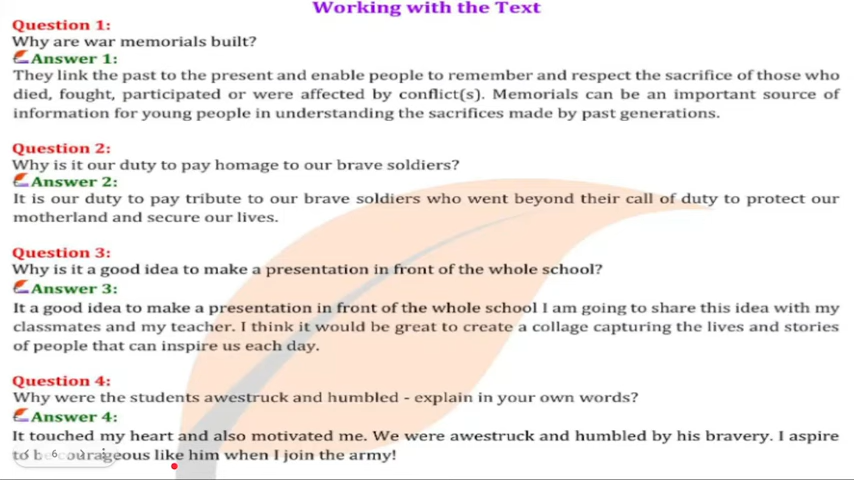 Working with the Text
Question 1:
Why are war memorials built?
Answer 1:
They link the past to the present and enable people to remember and respect the sacrifice of those who
died, fought, participated or were affected by conflict(s). Memorials can be an important source of
information for young people in understanding the sacrifices made by past generations.
Question 2:
Why is it our duty to pay homage to our brave soldiers?
Answer 2:
It is our duty to pay tribute to our brave soldiers who went beyond their call of duty to protect our
motherland and secure our lives.
Question 3:
Why is it a good idea to make a presentation in front of the whole school?
Answer 3:
It a good idea to make a presentation in front of the whole school I am going to share this idea with my
classmates and my teacher. I think it would be great to create a collage capturing the lives and stories
of people that can inspire us each day.
Question 4:
Why were the students awestruck and humbled - explain in your own words?
Answer 4:
It touched my heart and also motivated me. We were awestruck and humbled by his bravery. I aspire
to be courageous like him when I join the army!
6